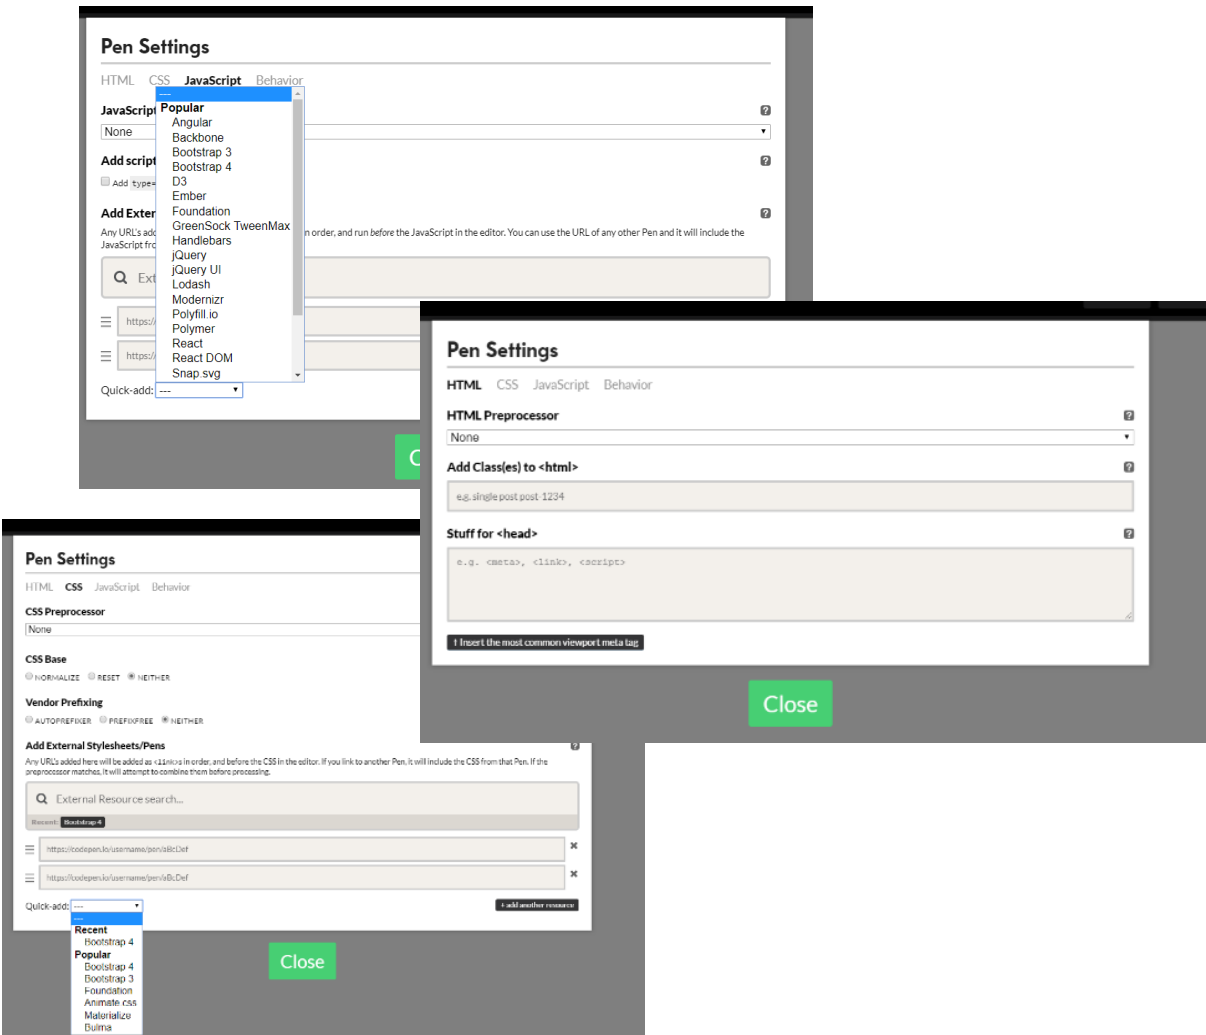 Pen Settings
HTML CSS JavaScript Behavior
JavaScript
None
Add script
Add type=
Add Exter
Any URL's add n order, and run before the JavaScript in the editor. You can use the URL of any other Pen and it will include the
JavaScript fro
Ext
https:/
https:/
Quick-add: ---
---
Popular
Angular
Backbone
Bootstrap 3
Bootstrap 4
D3
Ember
Foundation
GreenSock TweenMax
Handlebars
jQuery
jQuery UI
Lodash
Modernizr
Polyfill.io
Polymer
React
React DOM
Snap.svg
C
Pen Settings
HTML CSS JavaScript Behavior
HTML Preprocessor
None
Add Class(es) to <html>
e.g. single post post-1234
Stuff for <head>
e.g. <meta>, <link>, <script>
↑ Insert the most common viewport meta tag
Close
Pen Settings
HTML CSS JavaScript Behavior
CSS Preprocessor
None
CSS Base
NORMALIZE RESET NEITHER
Vendor Prefixing
AUTOPREFIXER PREFIXFREE NEITHER
Add External Stylesheets/Pens
Any URL's added here will be added as <link>s in order, and before the CSS in the editor. If you link to another Pen, it will include the CSS from that Pen. If the
preprocessor matches, it will attempt to combine them before processing.
External Resource search...
Recent: Bootstrap 4
https://codepen.io/username/pen/aBcDef
https://codepen.io/username/pen/aBcDef
Quick-add: --- + add another resource
---
Recent
Bootstrap 4
Popular
Bootstrap 4
Bootstrap 3
Foundation
Animate css
Materialize
Bulma
Close